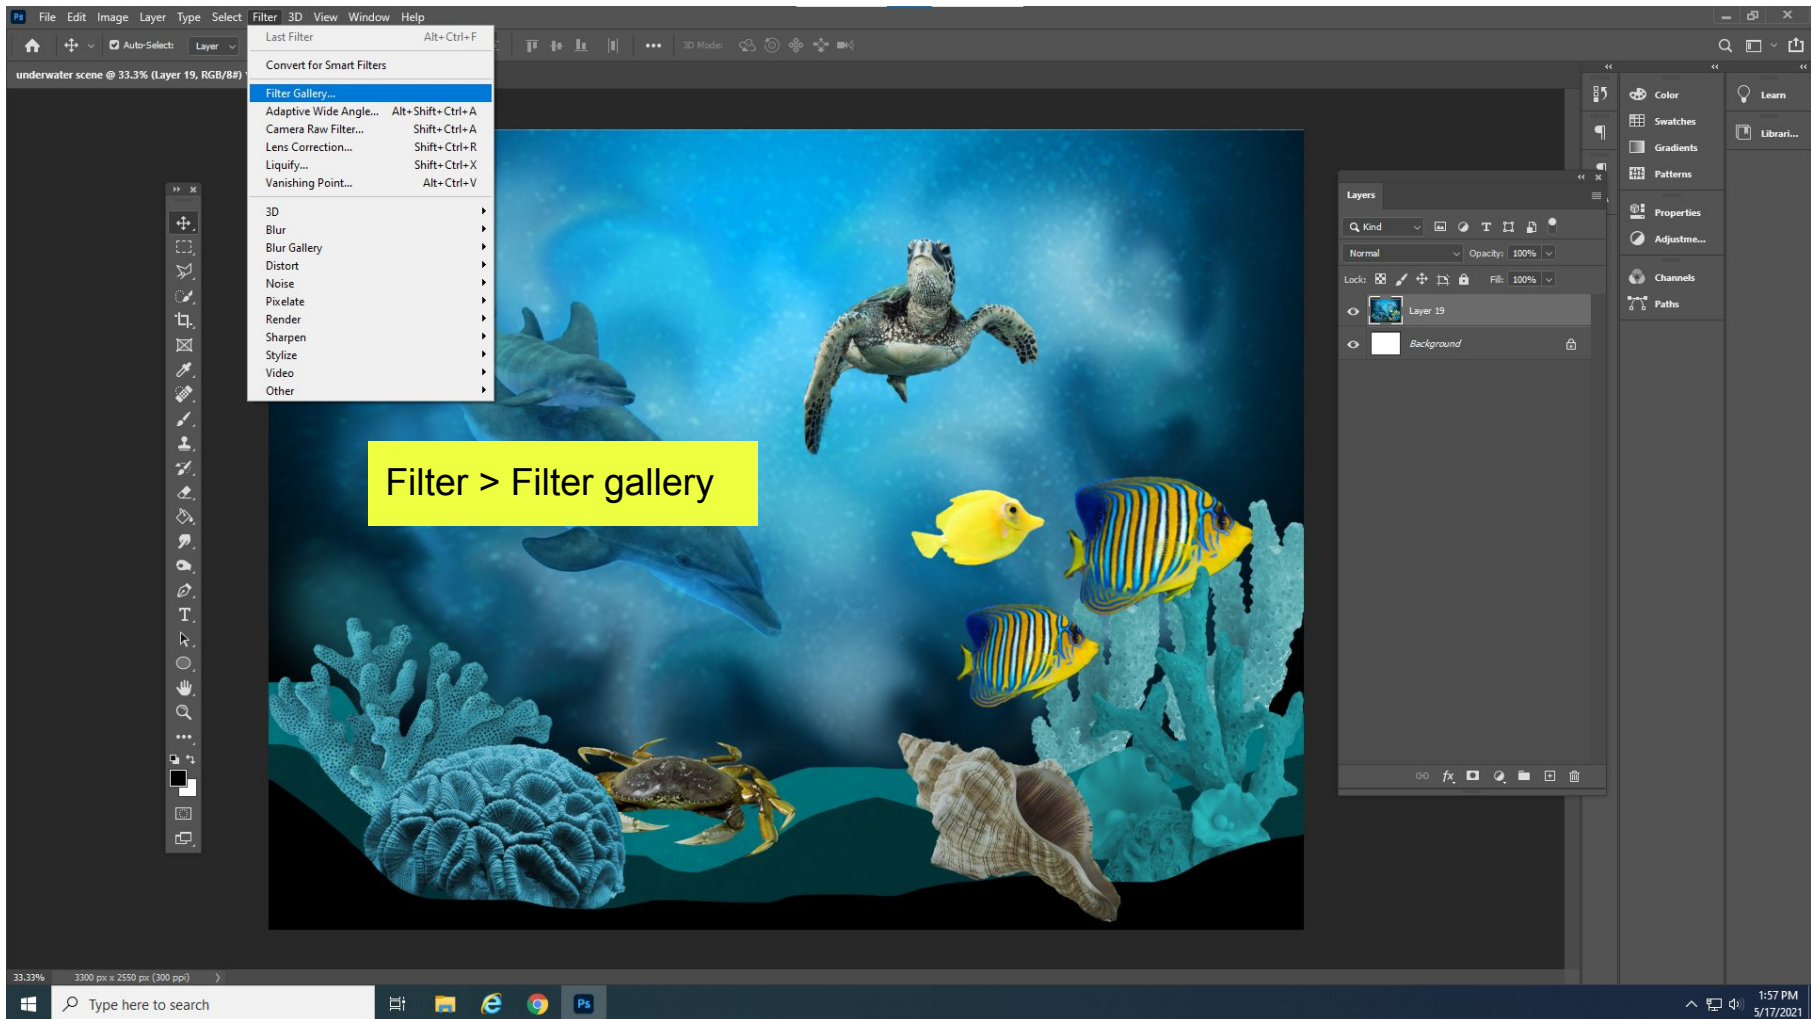 Ps File Edit Image Layer Type Select Filter 3D View Window Help
Auto-Select: Layer
3D Mode:
underwater scene @ 33.3% (Layer 19, RGB/8#)
Last Filter Alt+Ctrl+F
Convert for Smart Filters
Filter Gallery...
Adaptive Wide Angle... Alt+Shift+Ctrl+A
Camera Raw Filter... Shift+Ctrl+A
Lens Correction... Shift+Ctrl+R
Liquify... Shift+Ctrl+X
Vanishing Point... Alt+Ctrl+V
3D
Blur
Blur Gallery
Distort
Noise
Pixelate
Render
Sharpen
Stylize
Video
Other
Filter > Filter gallery
Layers
Kind
Normal Opacity: 100%
Lock: Fill: 100%
Layer 19
Background
Color
Swatches
Gradients
Patterns
Properties
Adjustme...
Channels
Paths
Learn
Librari...
33.33% 3300 px x 2550 px (300 ppi)
Type here to search
Ps
1:57 PM
5/17/2021